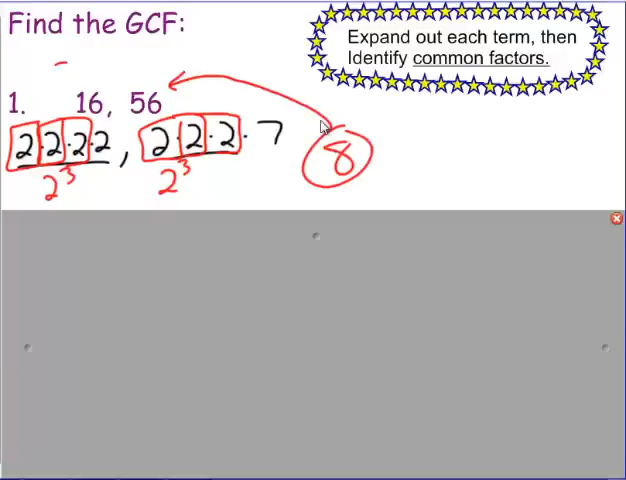 Find the GCF:
Expand out each term, then
Identify common factors.
1. 16, 56
2·2·2·2, 2·2·2·7
2³ 2³
8